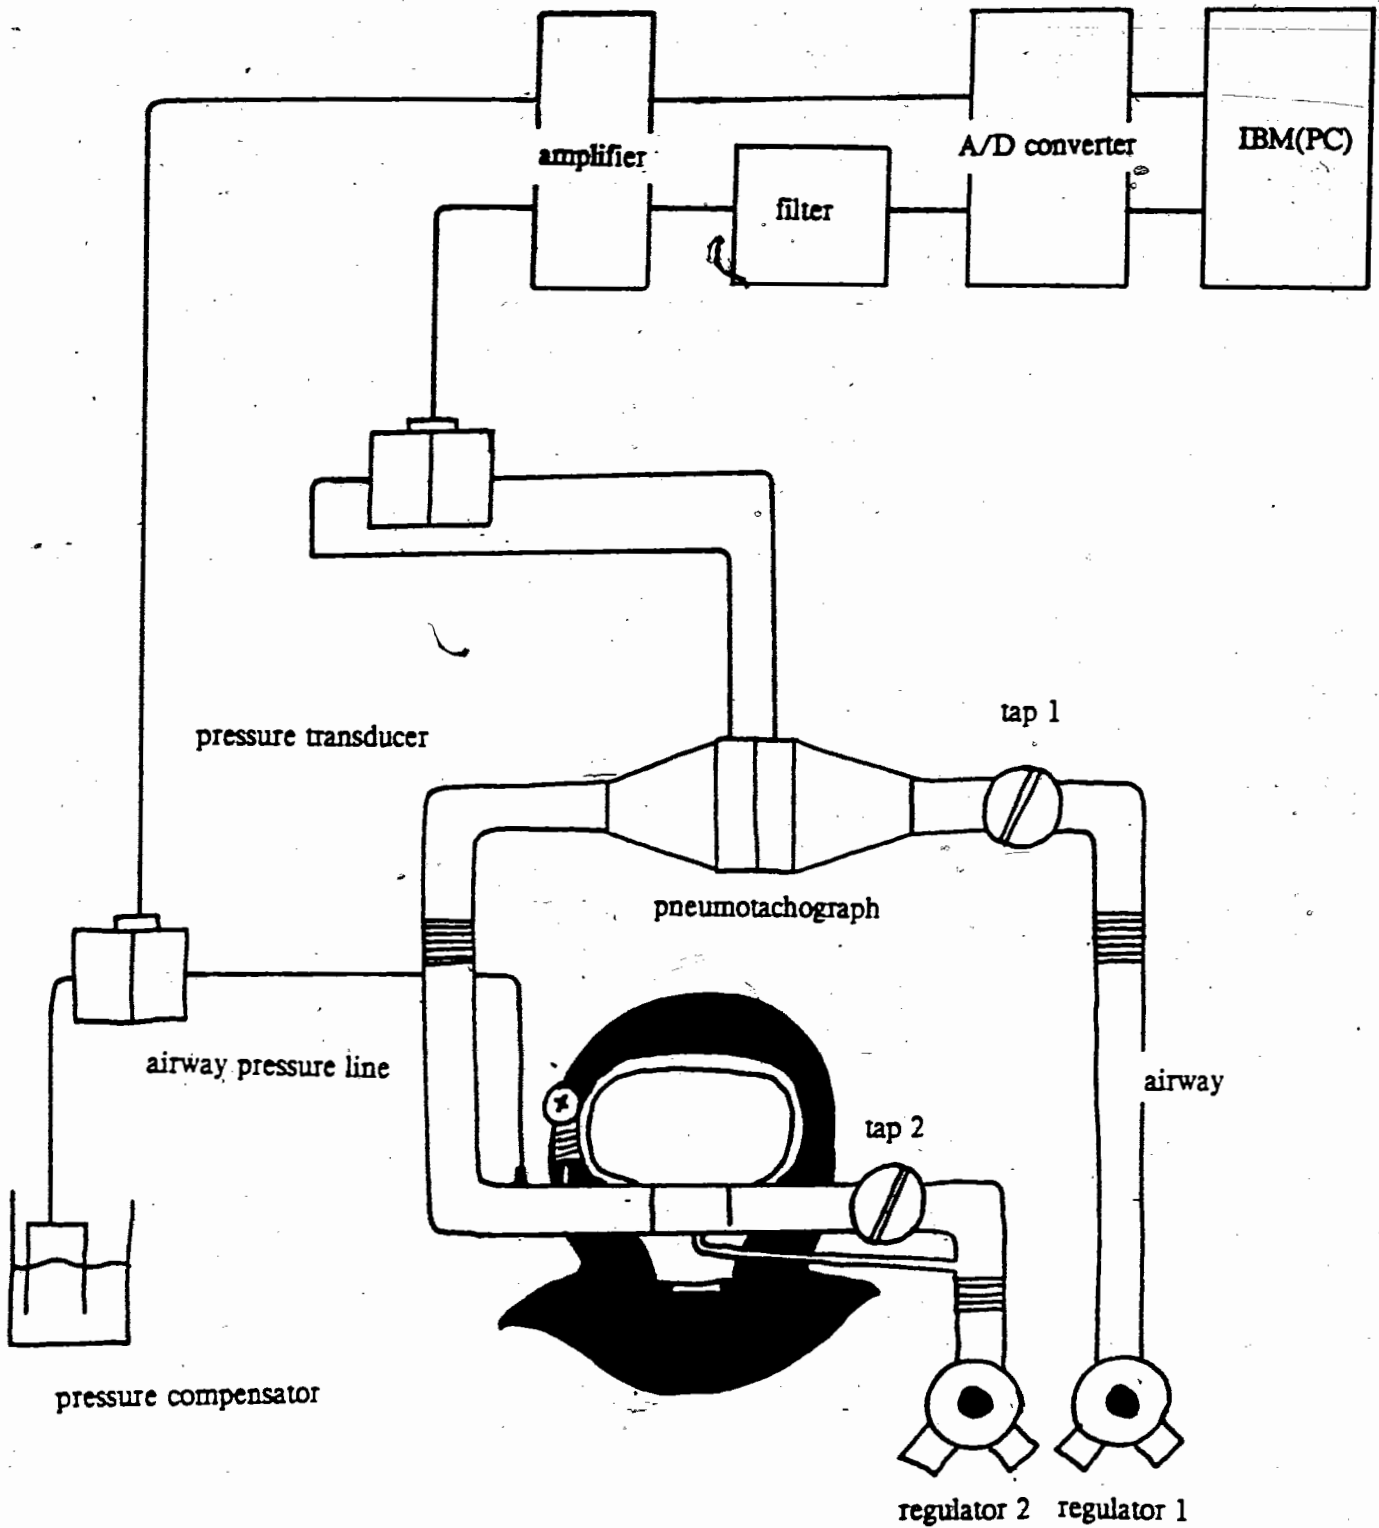 amplifier
A/D converter
IBM(PC)
filter
tap 1
pressure transducer
pneumotachograph
airway pressure line
airway
tap 2
pressure compensator
regulator 2
regulator 1